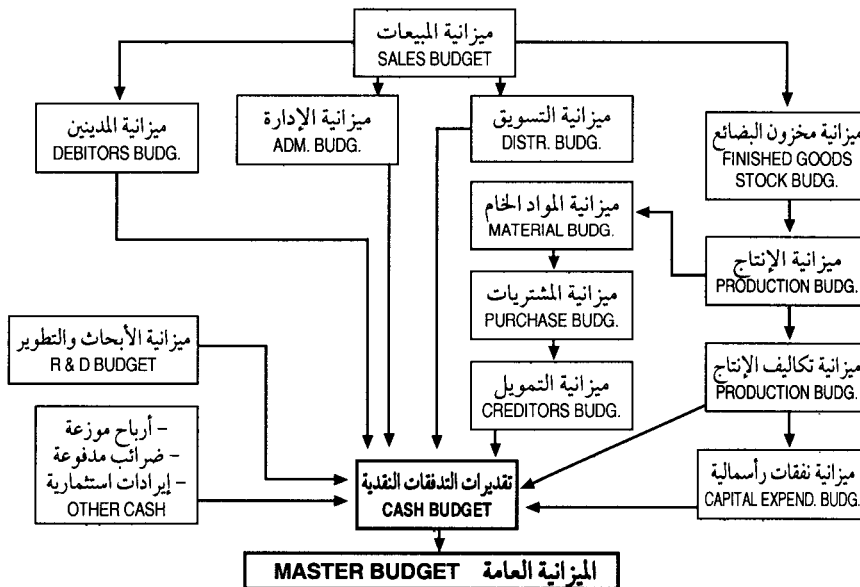 ميزانية المبيعات
SALES BUDGET
ميزانية المدينين
DEBITORS BUDG.
ميزانية الإدارة
ADM. BUDG.
ميزانية التسويق
DISTR. BUDG.
ميزانية مخزون البضائع
FINISHED GOODS
STOCK BUDG.
ميزانية المواد الخام
MATERIAL BUDG.
ميزانية الإنتاج
PRODUCTION BUDG.
ميزانية المشتريات
PURCHASE BUDG.
ميزانية الأبحاث والتطوير
R & D BUDGET
ميزانية التمويل
CREDITORS BUDG.
ميزانية تكاليف الإنتاج
PRODUCTION BUDG.
– أرباح موزعة
– ضرائب مدفوعة
– إيرادات استثمارية
OTHER CASH
تقديرات التدفقات النقدية
CASH BUDGET
ميزانية نفقات رأسمالية
CAPITAL EXPEND. BUDG.
MASTER BUDGET الميزانية العامة